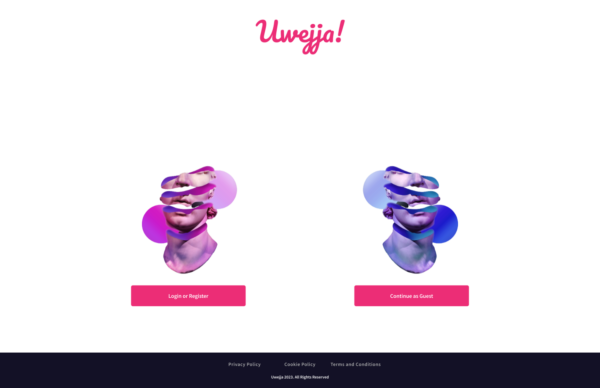 Uwejja!
Login or Register
Continue as Guest
Privacy Policy
Cookie Policy
Terms and Conditions
Uwejja 2023. All Rights Reserved